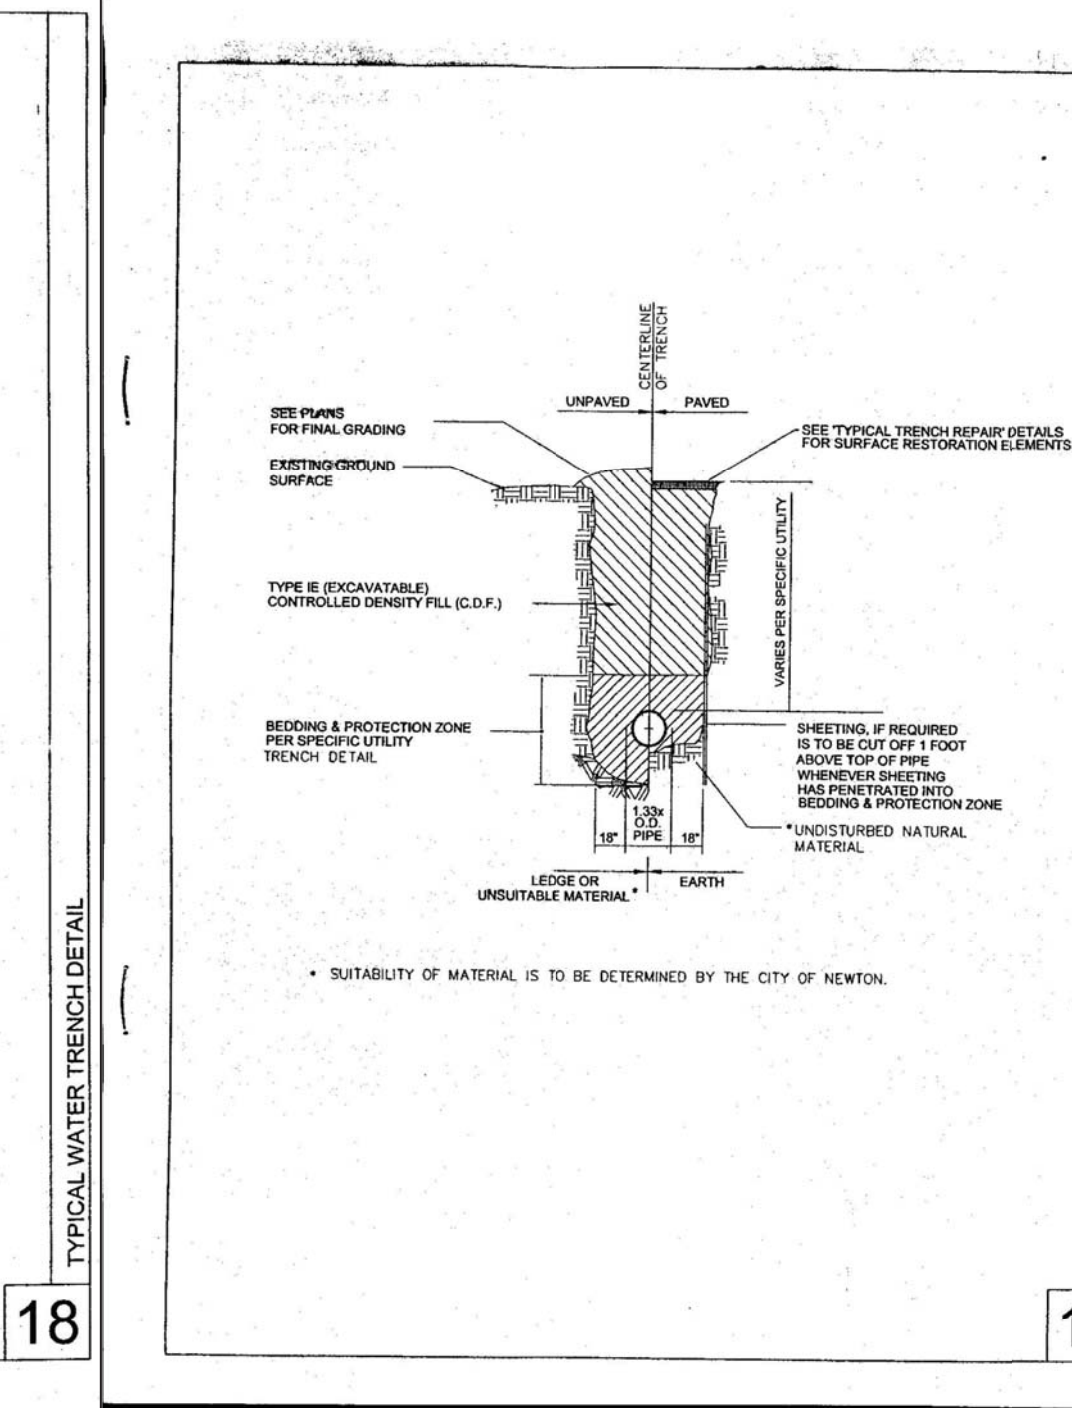 TYPICAL WATER TRENCH DETAIL
18
CENTERLINE
OF TRENCH
UNPAVED
PAVED
SEE PLANS
FOR FINAL GRADING
SEE 'TYPICAL TRENCH REPAIR' DETAILS
FOR SURFACE RESTORATION ELEMENTS
EXISTING GROUND
SURFACE
VARIES PER SPECIFIC UTILITY
TYPE IE (EXCAVATABLE)
CONTROLLED DENSITY FILL (C.D.F.)
BEDDING & PROTECTION ZONE
PER SPECIFIC UTILITY
TRENCH DETAIL
SHEETING, IF REQUIRED
IS TO BE CUT OFF 1 FOOT
ABOVE TOP OF PIPE
WHENEVER SHEETING
HAS PENETRATED INTO
BEDDING & PROTECTION ZONE
* UNDISTURBED NATURAL
MATERIAL
18"
1.33x
O.D.
PIPE
18"
LEDGE OR
UNSUITABLE MATERIAL *
EARTH
* SUITABILITY OF MATERIAL IS TO BE DETERMINED BY THE CITY OF NEWTON.